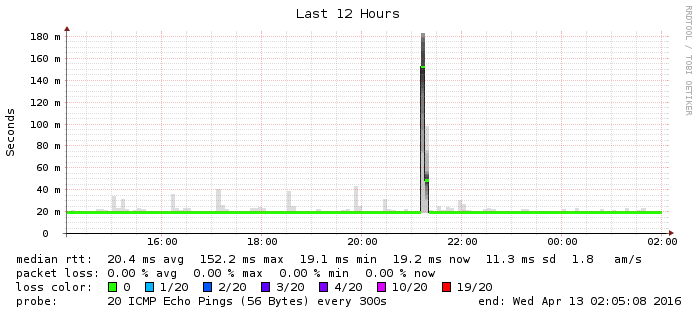 Last 12 Hours
RRDTOOL / TOBI OETIKER
Seconds
180 m
160 m
140 m
120 m
100 m
80 m
60 m
40 m
20 m
0
16:00 18:00 20:00 22:00 00:00 02:00
median rtt: 20.4 ms avg 152.2 ms max 19.1 ms min 19.2 ms now 11.3 ms sd 1.8 am/s
packet loss: 0.00 % avg 0.00 % max 0.00 % min 0.00 % now
loss color: 0 1/20 2/20 3/20 4/20 10/20 19/20
probe: 20 ICMP Echo Pings (56 Bytes) every 300s end: Wed Apr 13 02:05:08 2016